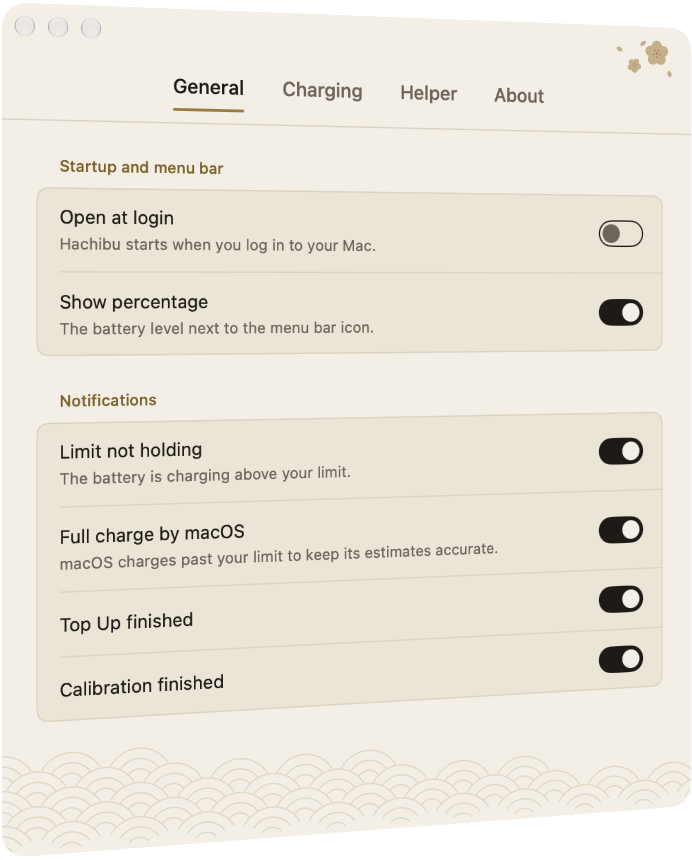 General Charging Helper About
Startup and menu bar
Open at login
Hachibu starts when you log in to your Mac.
Show percentage
The battery level next to the menu bar icon.
Notifications
Limit not holding
The battery is charging above your limit.
Full charge by macOS
macOS charges past your limit to keep its estimates accurate.
Top Up finished
Calibration finished